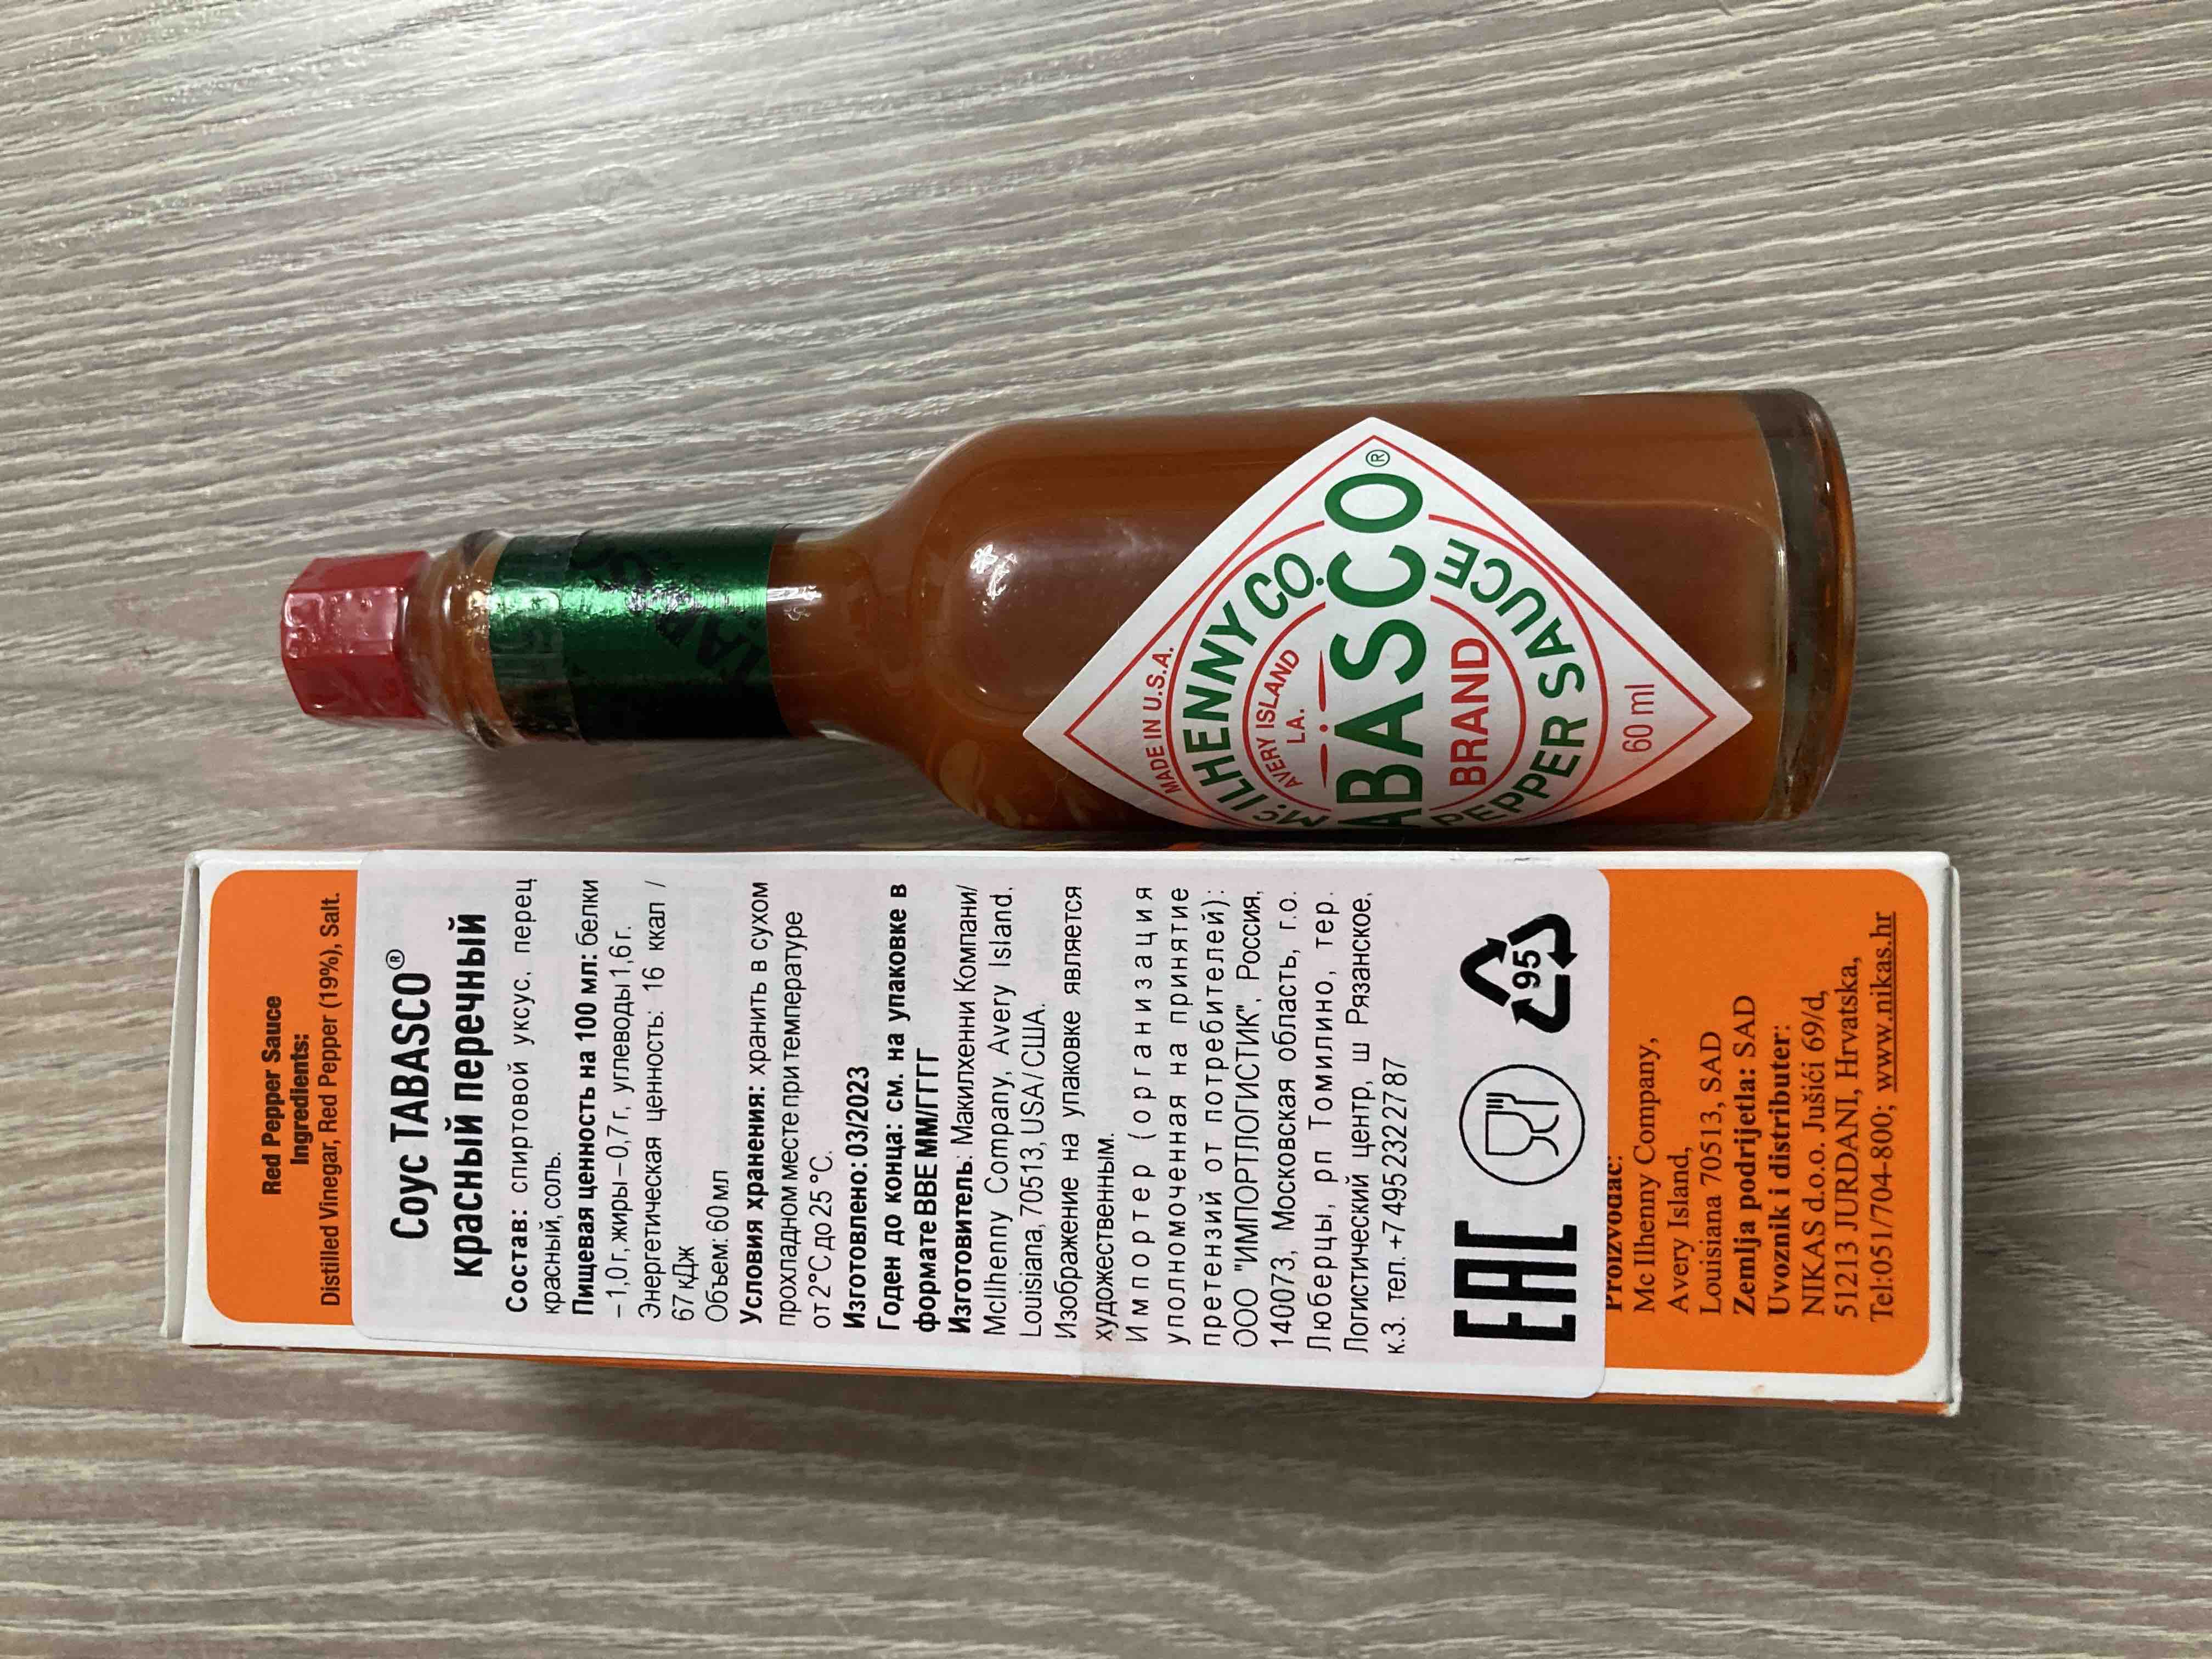 Red Pepper Sauce
Ingredients:
Distilled Vinegar, Red Pepper (19%), Salt.
Соус TABASCO®
красный перечный
Состав: спиртовой уксус, перец
красный, соль.
Пищевая ценность на 100 мл: белки
– 1,0 г, жиры – 0,7 г, углеводы 1,6 г.
Энергетическая ценность: 16 ккал /
67 кДж
Объем: 60 мл
Условия хранения: хранить в сухом
прохладном месте при температуре
от 2°C до 25 °C.
Изготовлено: 03/2023
Годен до конца: см. на упаковке в
формате BBE ММ/ГГГГ
Изготовитель: Макилхенни Компани/
McIlhenny Company, Avery Island,
Louisiana, 70513, USA/ США.
Изображение на упаковке является
художественным.
Импортер (организация
уполномоченная на принятие
претензий от потребителей):
ООО "ИМПОРТЛОГИСТИК", Россия,
140073, Московская область, г.о.
Люберцы, рп Томилино, тер.
Логистический центр, ш Рязанское,
к.3. тел. +7 495 232 27 87
EAC
95
Proizvođač:
Mc Ilhenny Company,
Avery Island,
Louisiana 70513, SAD
Zemlja podrijetla: SAD
Uvoznik i distributer:
NIKAS d.o.o. Jušići 69/d,
51213 JURDANI, Hrvatska,
Tel:051/704-800; www.nikas.hr
MADE IN U.S.A.
Mc.ILHENNY CO.
AVERY ISLAND
LA.
ABASCO®
BRAND
PEPPER SAUCE
60 ml